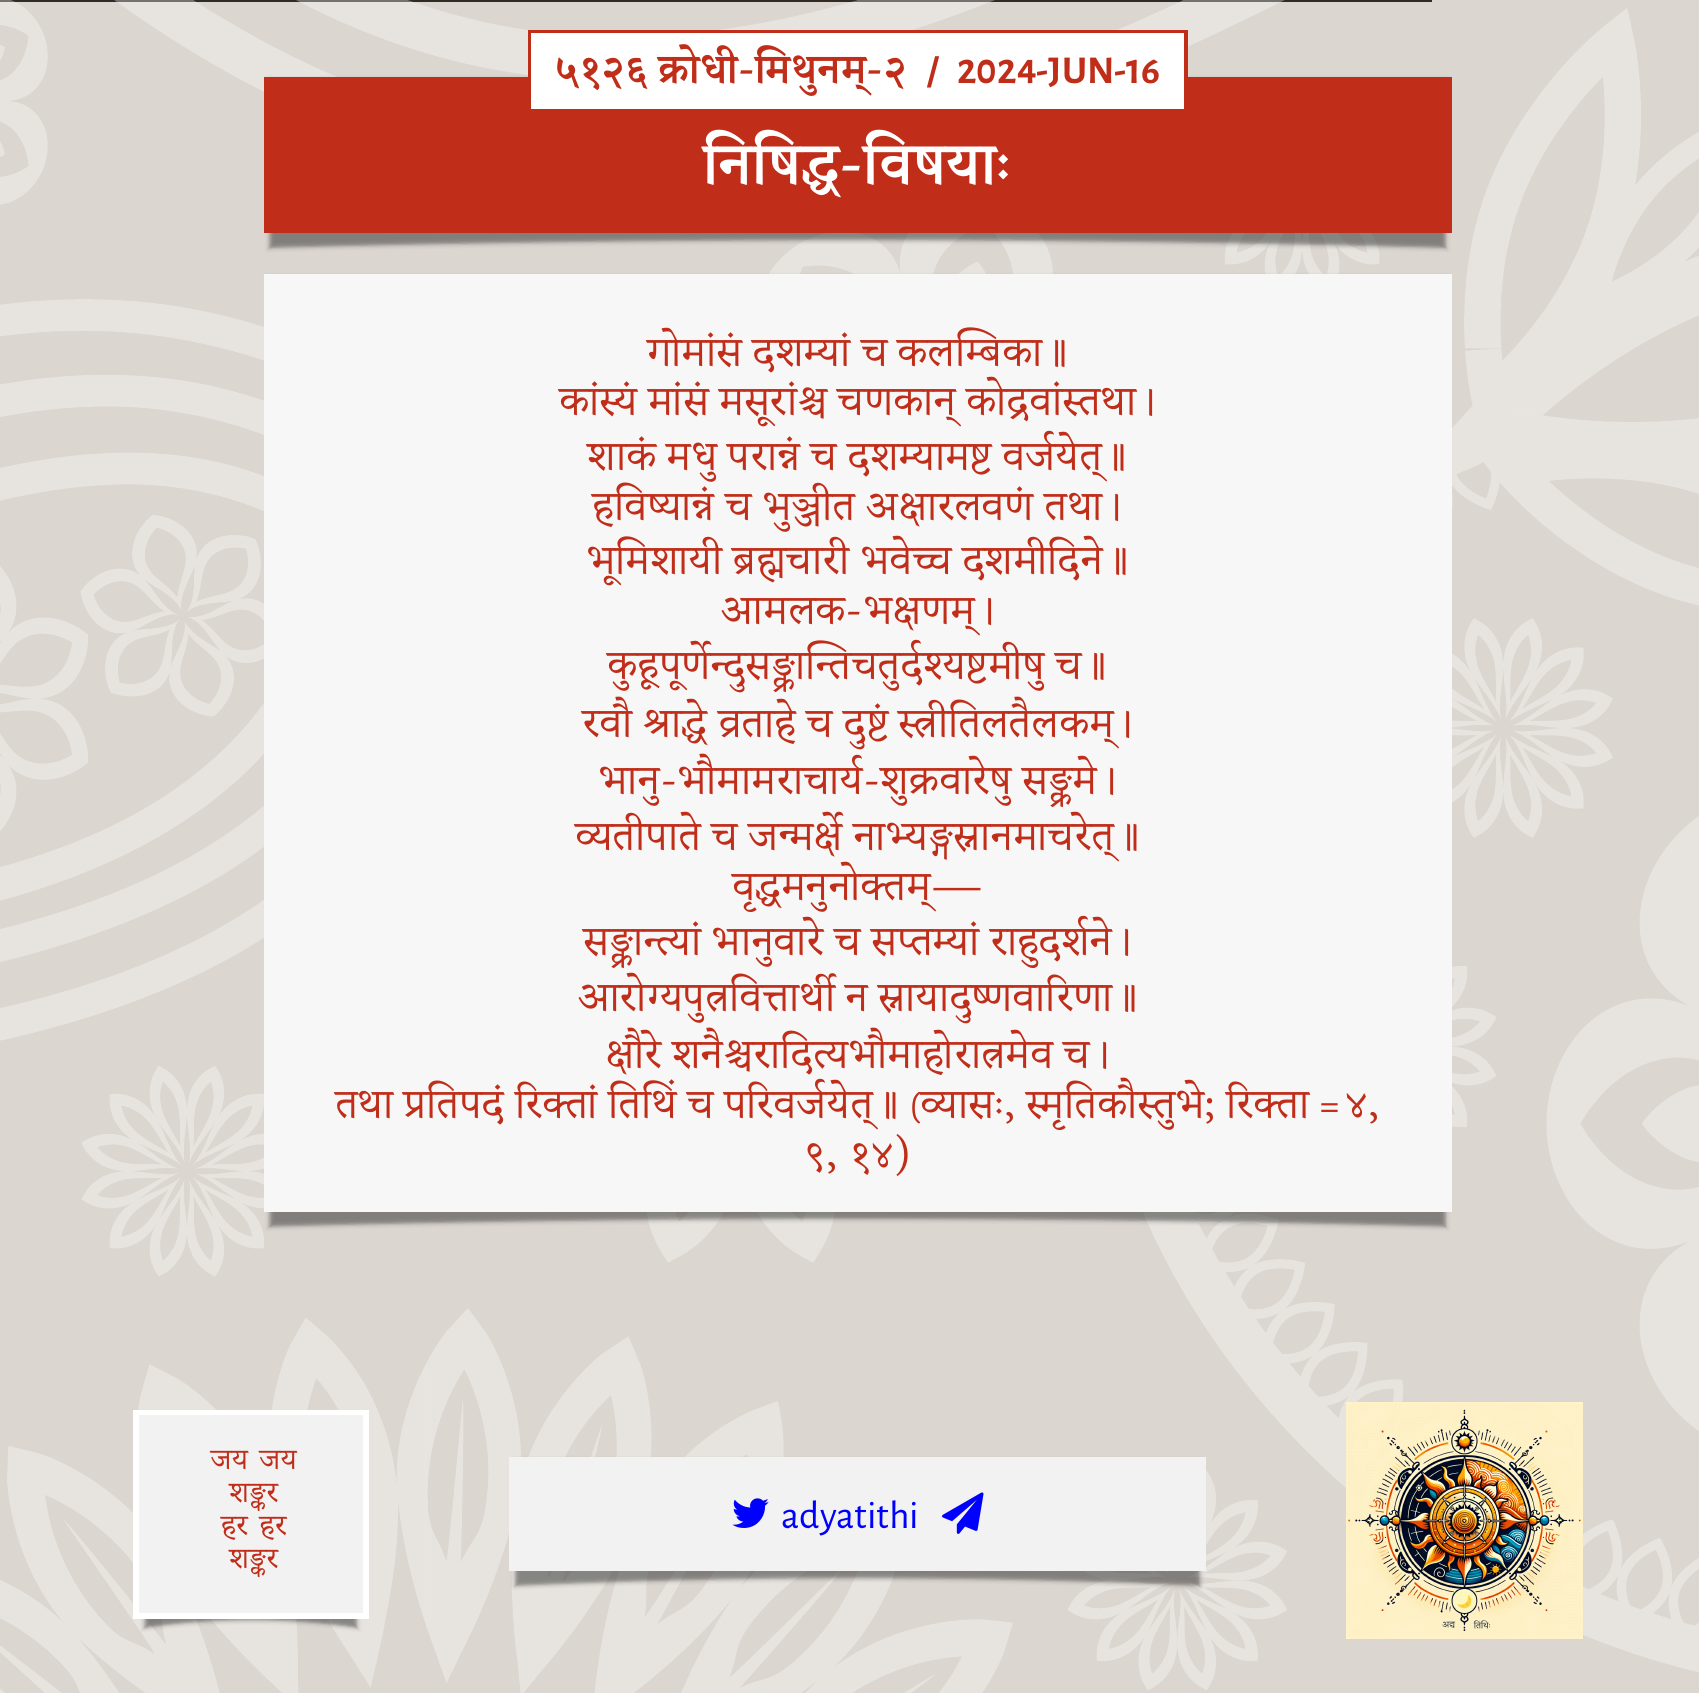 ५१२६ क्रोधी-मिथुनम्-२ / 2024-JUN-16
निषिद्ध-विषयाः
गोमांसं दशम्यां च कलम्बिका॥
कांस्यं मांसं मसूरांश्च चणकान् कोद्रवांस्तथा।
शाकं मधु परान्नं च दशम्यामष्ट वर्जयेत्॥
हविष्यान्नं च भुञ्जीत अक्षारलवणं तथा।
भूमिशायी ब्रह्मचारी भवेच्च दशमीदिने॥
आमलक-भक्षणम्।
कुहूपूर्णेन्दुसङ्क्रान्तिचतुर्दश्यष्टमीषु च॥
रवौ श्राद्धे व्रताहे च दुष्टं स्त्रीतिलतैलकम्।
भानु-भौमामराचार्य-शुक्रवारेषु सङ्क्रमे।
व्यतीपाते च जन्मर्क्षे नाभ्यङ्गस्नानमाचरेत्॥
वृद्धमनुनोक्तम्—
सङ्क्रान्त्यां भानुवारे च सप्तम्यां राहुदर्शने।
आरोग्यपुत्रवित्तार्थी न स्नायादुष्णवारिणा॥
क्षौरे शनैश्चरादित्यभौमाहोरात्रमेव च।
तथा प्रतिपदं रिक्तां तिथिं च परिवर्जयेत्॥ (व्यासः, स्मृतिकौस्तुभे; रिक्ता = ४,
९, १४)
जय जय
शङ्कर
हर हर
शङ्कर
adyatithi
अद्य तिथिः